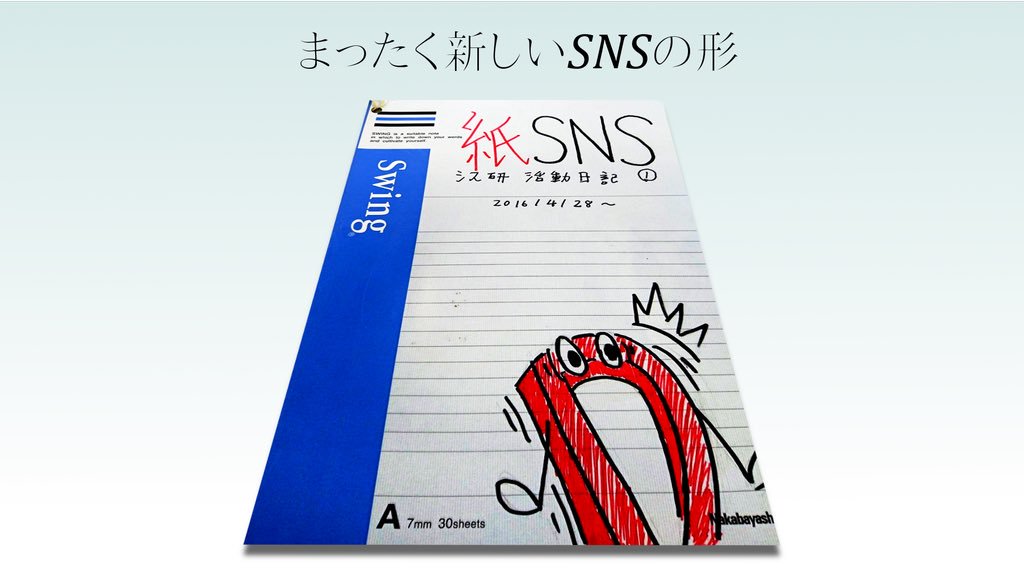 まったく新しいSNSの形
SWING is a suitable note
in which to write down your words
and cultivate yourself.
Swing
紙SNS
シス研 活動日記 ①
2016/4/28〜
A 7mm 30sheets
Nakabayash